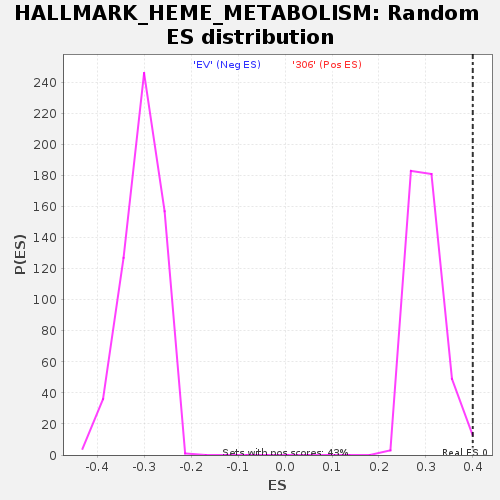 HALLMARK_HEME_METABOLISM: Random
ES distribution
'EV' (Neg ES) '306' (Pos ES)
240
220
200
180
160
140
120
100
80
60
40
20
0
P(ES)
Sets with pos scores: 43%
Real ES 0
-0.4 -0.3 -0.2 -0.1 0.0 0.1 0.2 0.3 0.4
ES